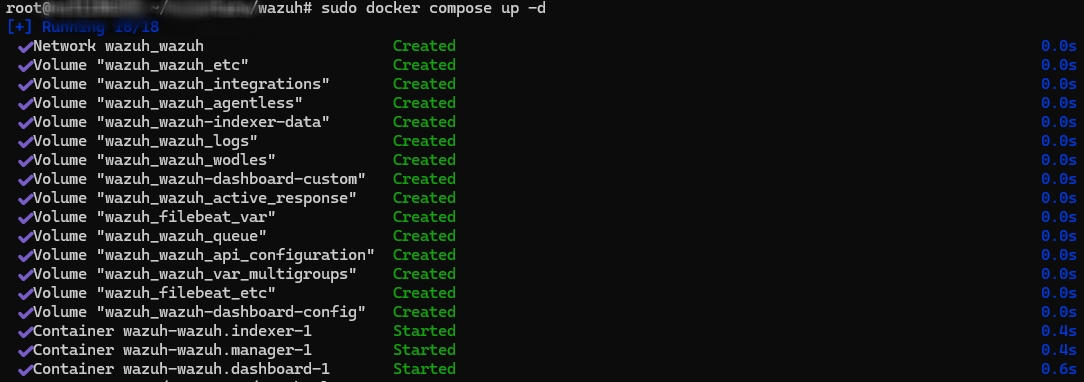 root@ ~/ /wazuh# sudo docker compose up -d
[+] Running 18/18
✔Network wazuh_wazuh Created 0.0s
✔Volume "wazuh_wazuh_etc" Created 0.0s
✔Volume "wazuh_wazuh_integrations" Created 0.0s
✔Volume "wazuh_wazuh_agentless" Created 0.0s
✔Volume "wazuh_wazuh-indexer-data" Created 0.0s
✔Volume "wazuh_wazuh_logs" Created 0.0s
✔Volume "wazuh_wazuh_wodles" Created 0.0s
✔Volume "wazuh_wazuh-dashboard-custom" Created 0.0s
✔Volume "wazuh_wazuh_active_response" Created 0.0s
✔Volume "wazuh_filebeat_var" Created 0.0s
✔Volume "wazuh_wazuh_queue" Created 0.0s
✔Volume "wazuh_wazuh_api_configuration" Created 0.0s
✔Volume "wazuh_wazuh_var_multigroups" Created 0.0s
✔Volume "wazuh_filebeat_etc" Created 0.0s
✔Volume "wazuh_wazuh-dashboard-config" Created 0.0s
✔Container wazuh-wazuh.indexer-1 Started 0.4s
✔Container wazuh-wazuh.manager-1 Started 0.4s
✔Container wazuh-wazuh.dashboard-1 Started 0.6s